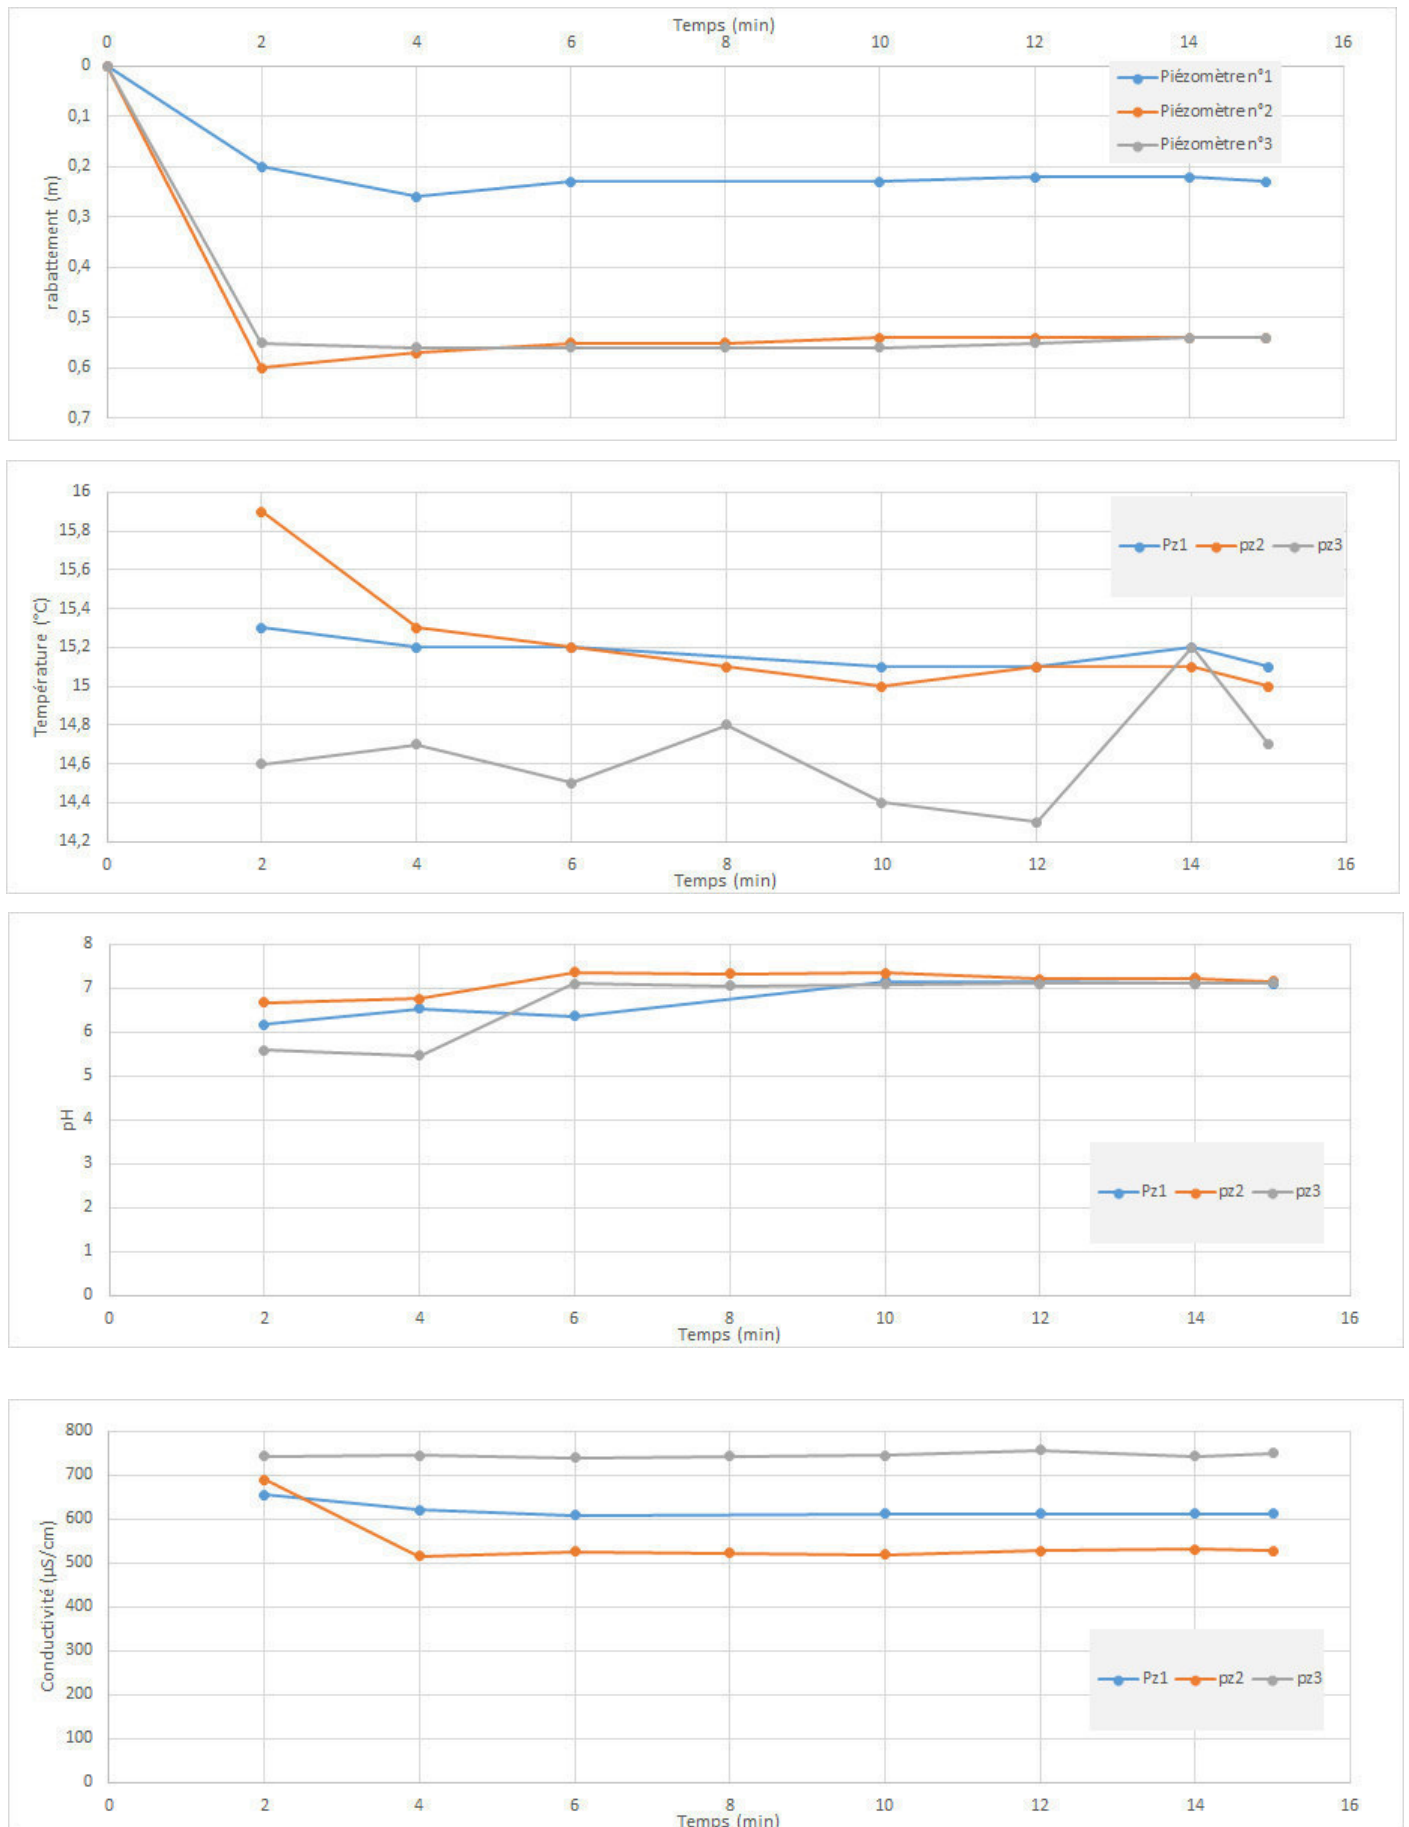 Temps (min)
0 2 4 6 8 10 12 14 16
0
0,1
0,2
0,3
0,4
0,5
0,6
0,7
rabattement (m)
Piézomètre n°1
Piézomètre n°2
Piézomètre n°3
16
15,8
15,6
15,4
15,2
15
14,8
14,6
14,4
14,2
Température (°C)
Pz1 pz2 pz3
0 2 4 6 8 10 12 14 16
Temps (min)
8
7
6
5
4
3
2
1
0
pH
Pz1 pz2 pz3
0 2 4 6 8 10 12 14 16
Temps (min)
800
700
600
500
400
300
200
100
0
Conductivité (µS/cm)
Pz1 pz2 pz3
0 2 4 6 8 10 12 14 16
Temps (min)